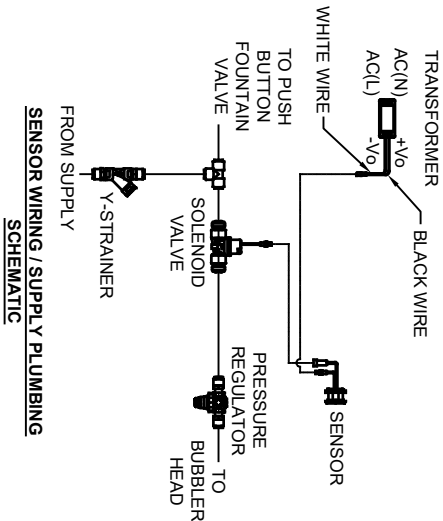 TRANSFORMER
AC(N)
AC(L)
+Vo
-Vo
WHITE WIRE
BLACK WIRE
SENSOR
TO PUSH
BUTTON
FOUNTAIN
VALVE
SOLENOID
VALVE
PRESSURE
REGULATOR
TO
BUBBLER
HEAD
Y-STRAINER
FROM SUPPLY
SENSOR WIRING / SUPPLY PLUMBING
SCHEMATIC